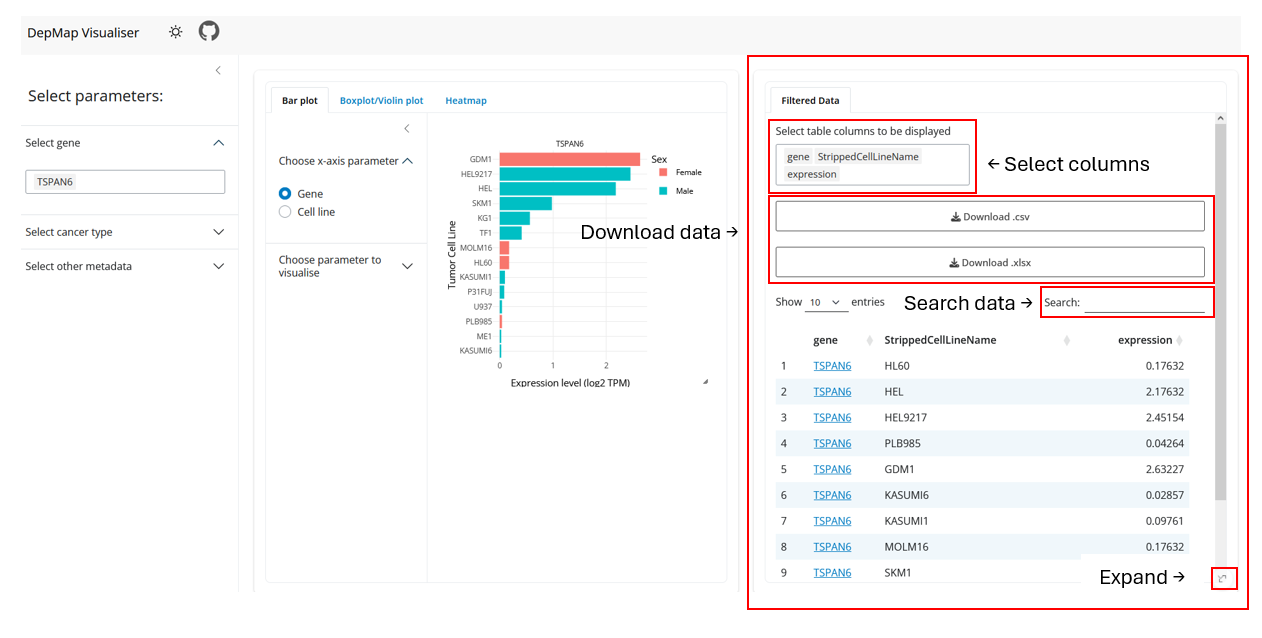 DepMap Visualiser
Select parameters:
Select gene
TSPAN6
Select cancer type
Select other metadata
Bar plot
Boxplot/Violin plot
Heatmap
Choose x-axis parameter
Gene
Cell line
Choose parameter to
visualise
TSPAN6
Tumor Cell Line
GDM1
HEL9217
HEL
SKM1
KG1
TF1
MOLM16
HL60
KASUMI1
P31FUJ
U937
PLB985
ME1
KASUMI6
0 1 2
Expression level (log2 TPM)
Sex
Female
Male
Filtered Data
Select table columns to be displayed
gene StrippedCellLineName
expression
← Select columns
Download data →
Download .csv
Download .xlsx
Show 10 entries
Search data →
Search:
gene StrippedCellLineName expression
1 TSPAN6 HL60 0.17632
2 TSPAN6 HEL 2.17632
3 TSPAN6 HEL9217 2.45154
4 TSPAN6 PLB985 0.04264
5 TSPAN6 GDM1 2.63227
6 TSPAN6 KASUMI6 0.02857
7 TSPAN6 KASUMI1 0.09761
8 TSPAN6 MOLM16 0.17632
9 TSPAN6 SKM1
Expand →